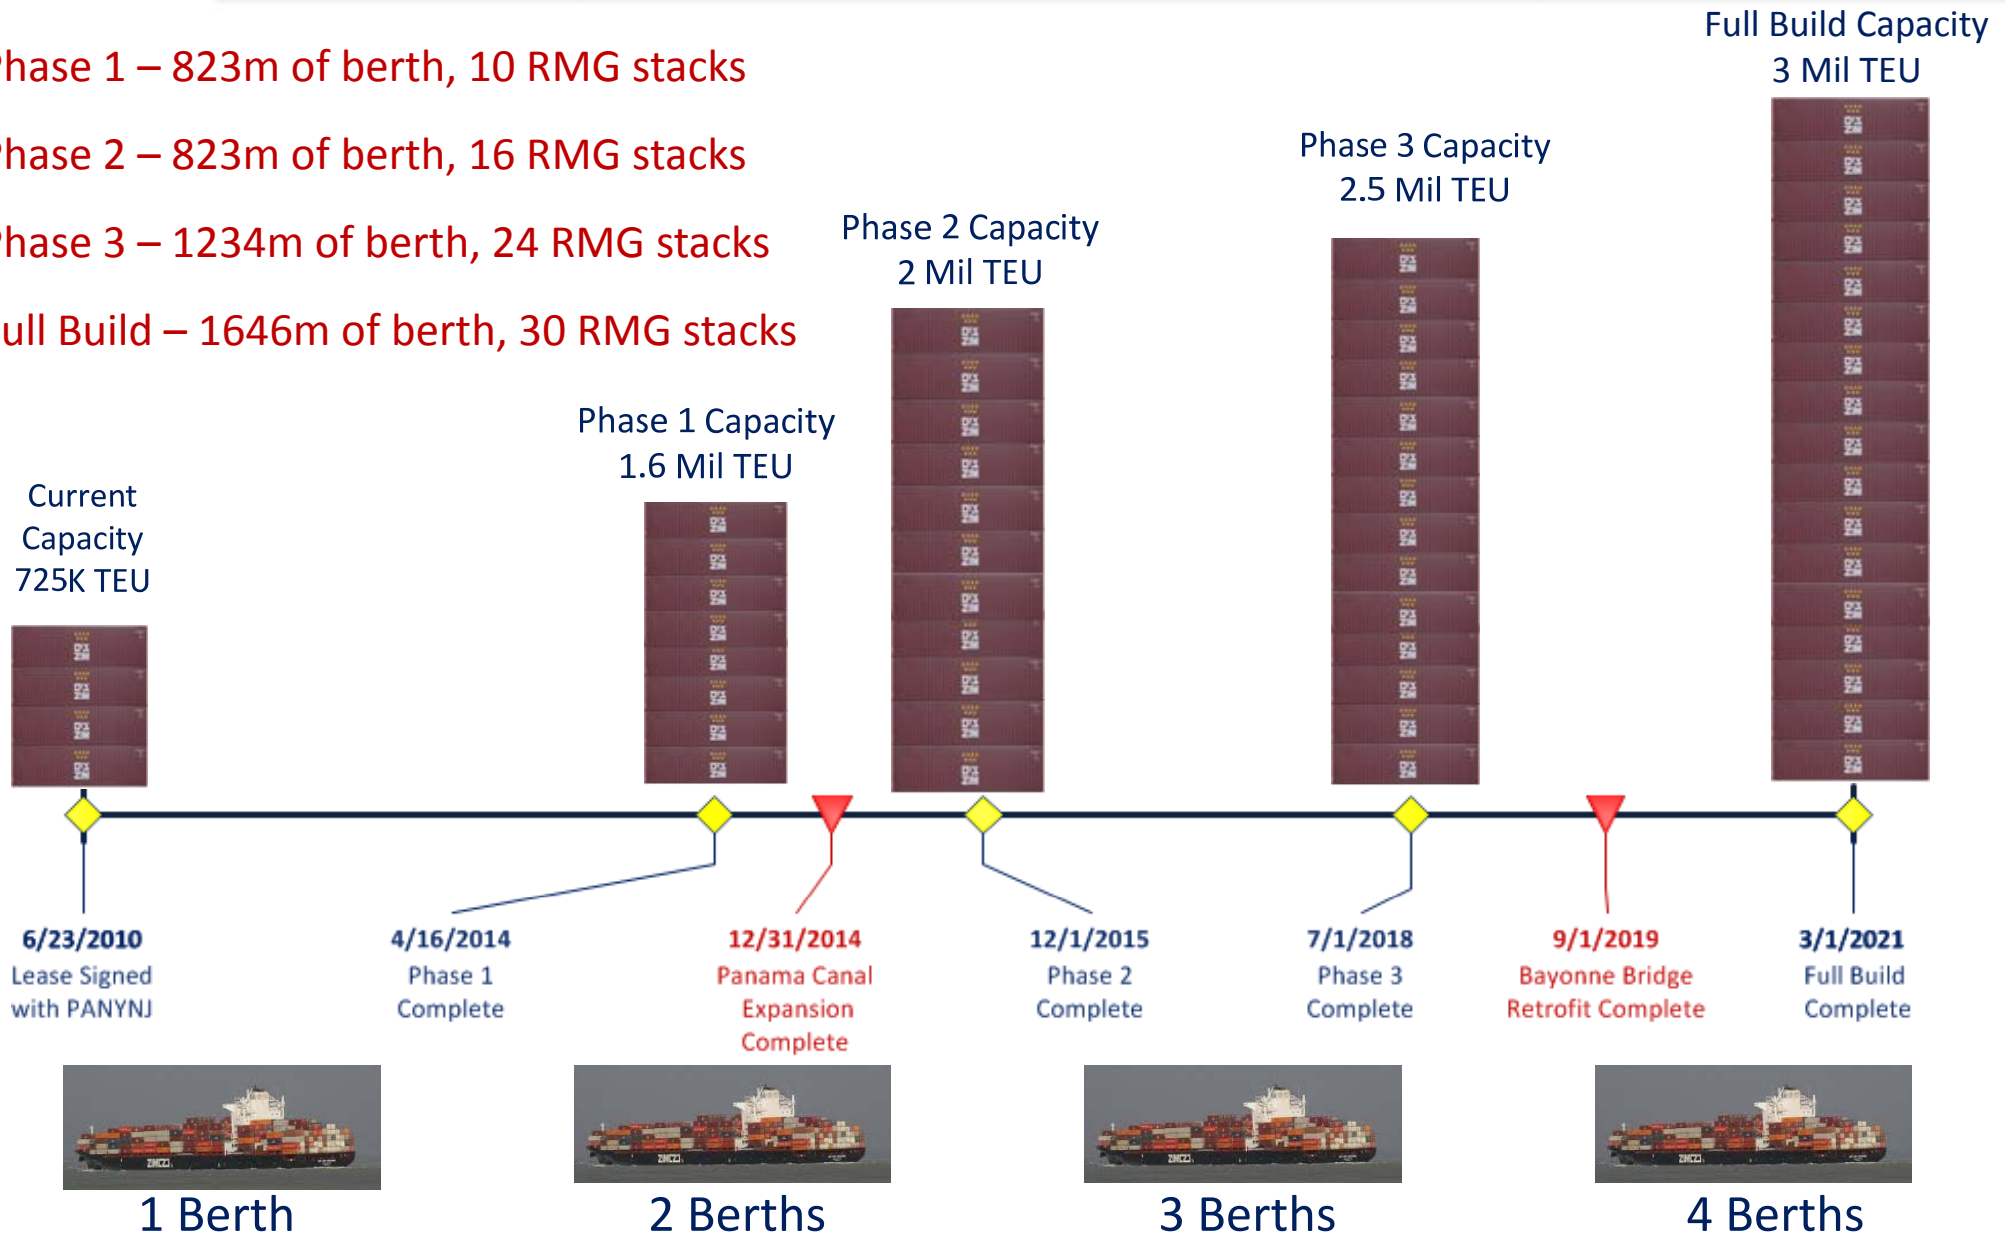 hase 1 – 823m of berth, 10 RMG stacks
hase 2 – 823m of berth, 16 RMG stacks
hase 3 – 1234m of berth, 24 RMG stacks
ull Build – 1646m of berth, 30 RMG stacks
Full Build Capacity
3 Mil TEU
Phase 3 Capacity
2.5 Mil TEU
Phase 2 Capacity
2 Mil TEU
Phase 1 Capacity
1.6 Mil TEU
Current
Capacity
725K TEU
6/23/2010
Lease Signed
with PANYNJ
4/16/2014
Phase 1
Complete
12/31/2014
Panama Canal
Expansion
Complete
12/1/2015
Phase 2
Complete
7/1/2018
Phase 3
Complete
9/1/2019
Bayonne Bridge
Retrofit Complete
3/1/2021
Full Build
Complete
1 Berth
2 Berths
3 Berths
4 Berths